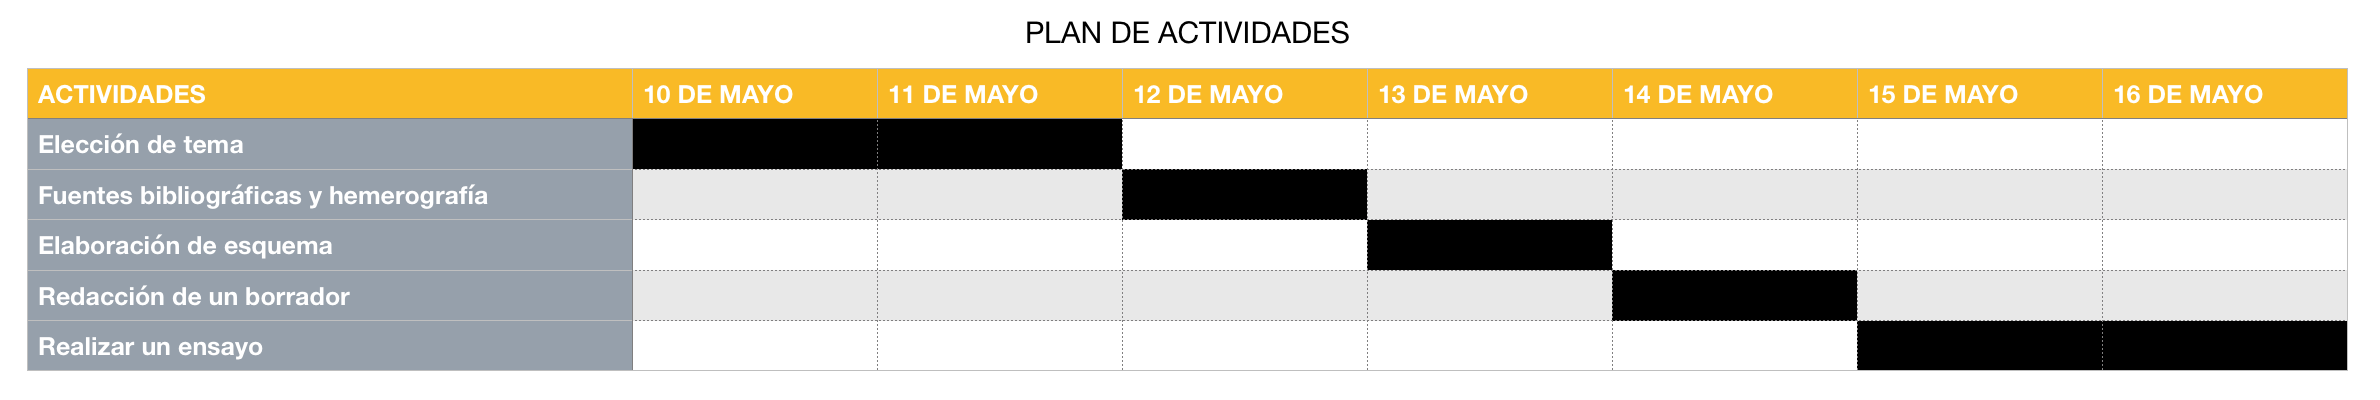 PLAN DE ACTIVIDADES
ACTIVIDADES 10 DE MAYO 11 DE MAYO 12 DE MAYO 13 DE MAYO 14 DE MAYO 15 DE MAYO 16 DE MAYO
Elección de tema
Fuentes bibliográficas y hemerografía
Elaboración de esquema
Redacción de un borrador
Realizar un ensayo